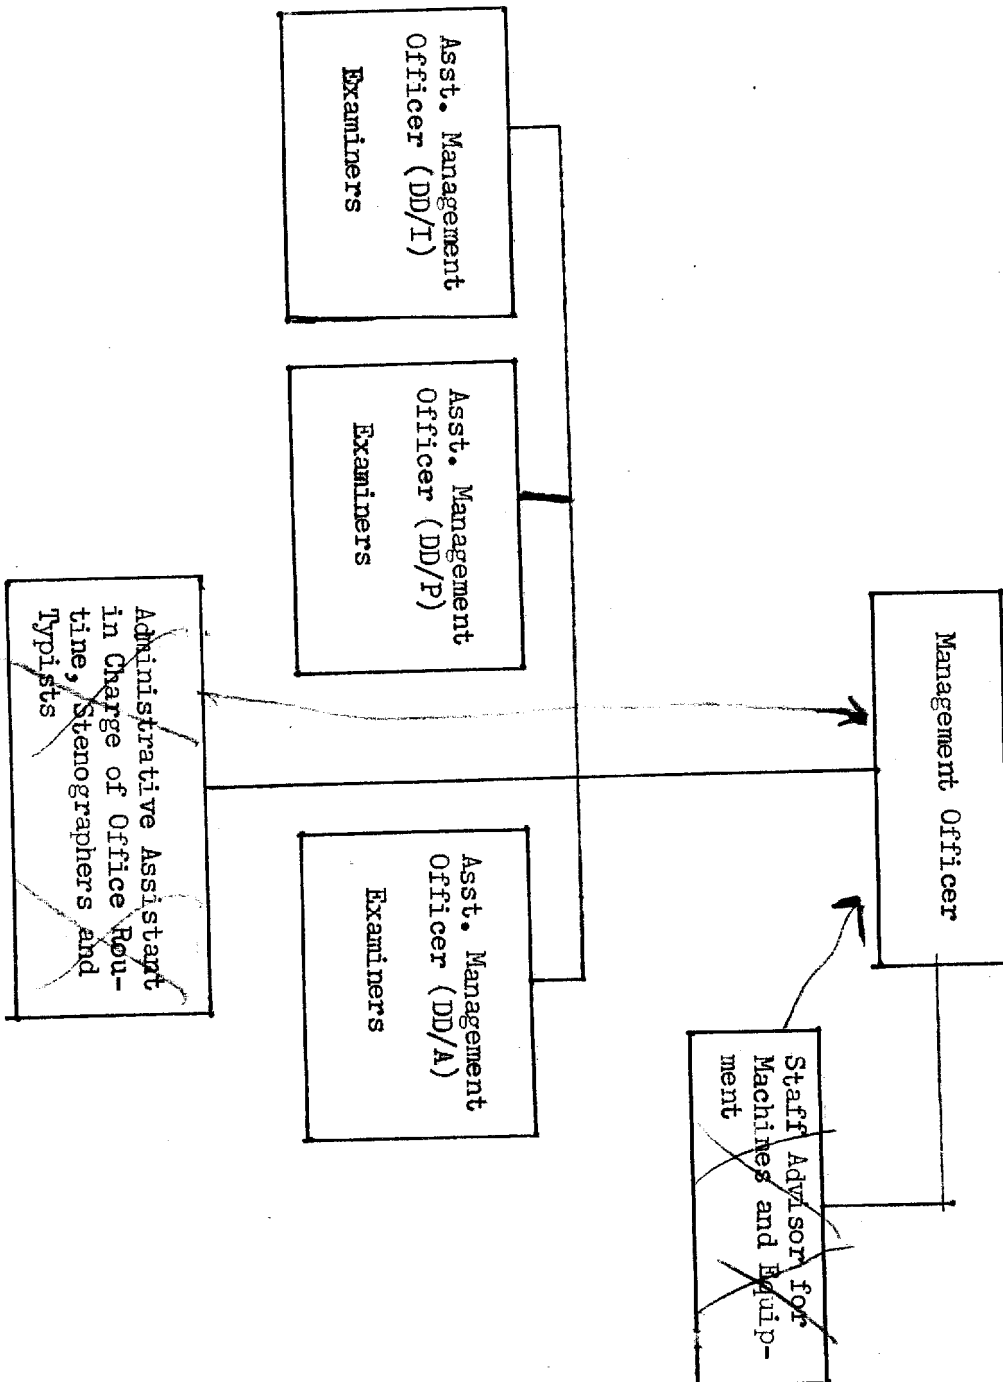 Management Officer
Staff Advisor for
Machines and Equip-
ment
Asst. Management
Officer (DD/I)
Examiners
Asst. Management
Officer (DD/P)
Examiners
Asst. Management
Officer (DD/A)
Examiners
Administrative Assistant
in Charge of Office Rou-
tine, Stenographers and
Typists